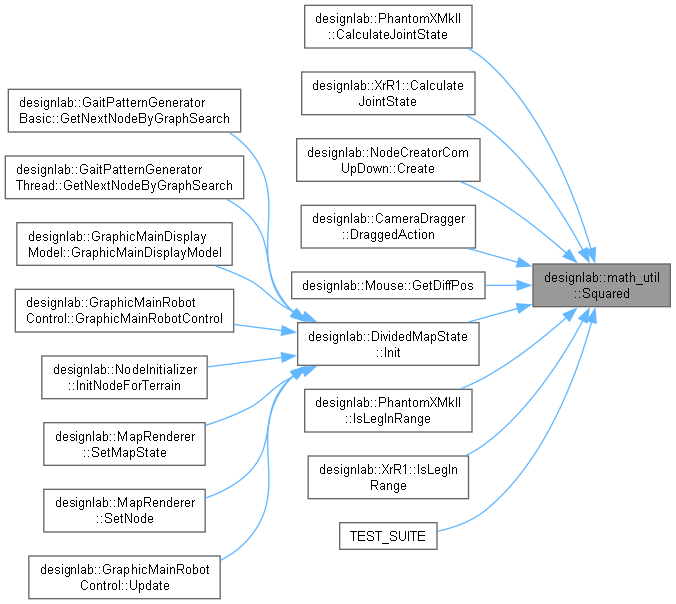 designlab::PhantomXMkII
::CalculateJointState
designlab::XrR1::Calculate
JointState
designlab::GaitPatternGenerator
Basic::GetNextNodeByGraphSearch
designlab::NodeCreatorCom
UpDown::Create
designlab::GaitPatternGenerator
Thread::GetNextNodeByGraphSearch
designlab::CameraDragger
::DraggedAction
designlab::GraphicMainDisplay
Model::GraphicMainDisplayModel
designlab::Mouse::GetDiffPos
designlab::math_util
::Squared
designlab::GraphicMainRobot
Control::GraphicMainRobotControl
designlab::DividedMapState
::Init
designlab::NodeInitializer
::InitNodeForTerrain
designlab::PhantomXMkII
::IsLegInRange
designlab::MapRenderer
::SetMapState
designlab::XrR1::IsLegIn
Range
designlab::MapRenderer
::SetNode
TEST_SUITE
designlab::GraphicMainRobot
Control::Update